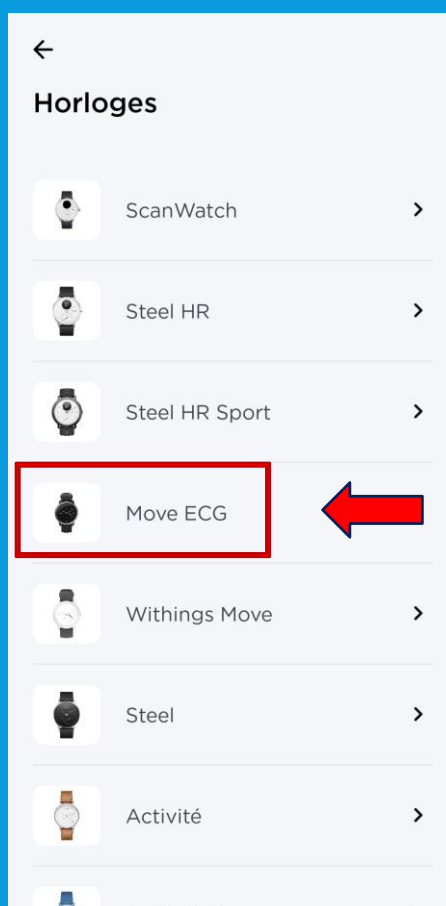 Horloges
ScanWatch
Steel HR
Steel HR Sport
Move ECG
Withings Move
Steel
Activité